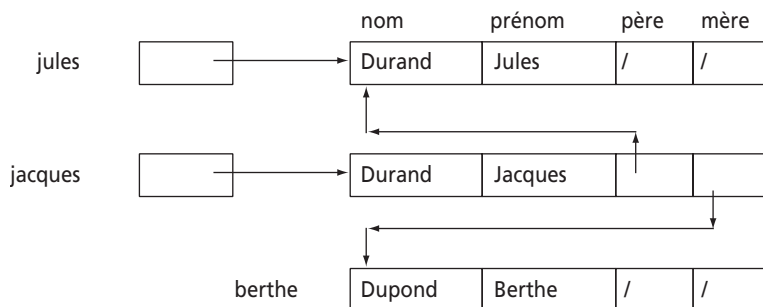 nom prénom père mère
jules Durand Jules / /
jacques Durand Jacques
berthe Dupond Berthe / /